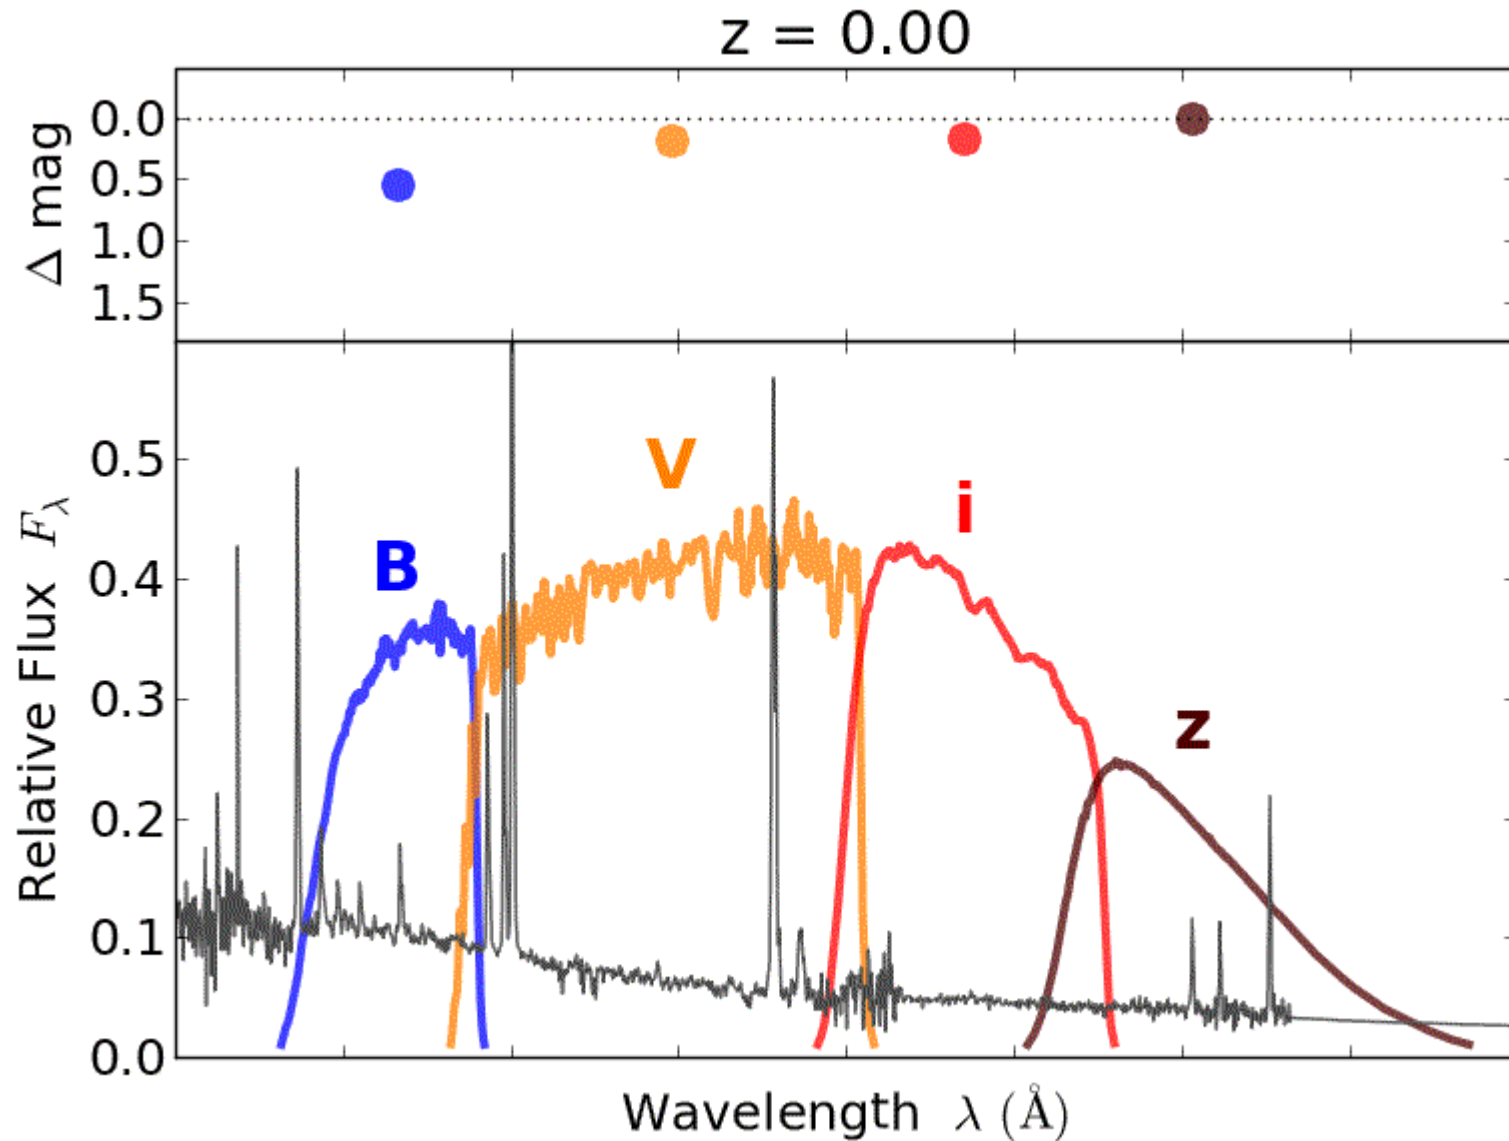 z = 0.00
Δ mag
0.0
0.5
1.0
1.5
Relative Flux Fλ
0.5
0.4
0.3
0.2
0.1
0.0
B
V
i
z
Wavelength λ (Å)